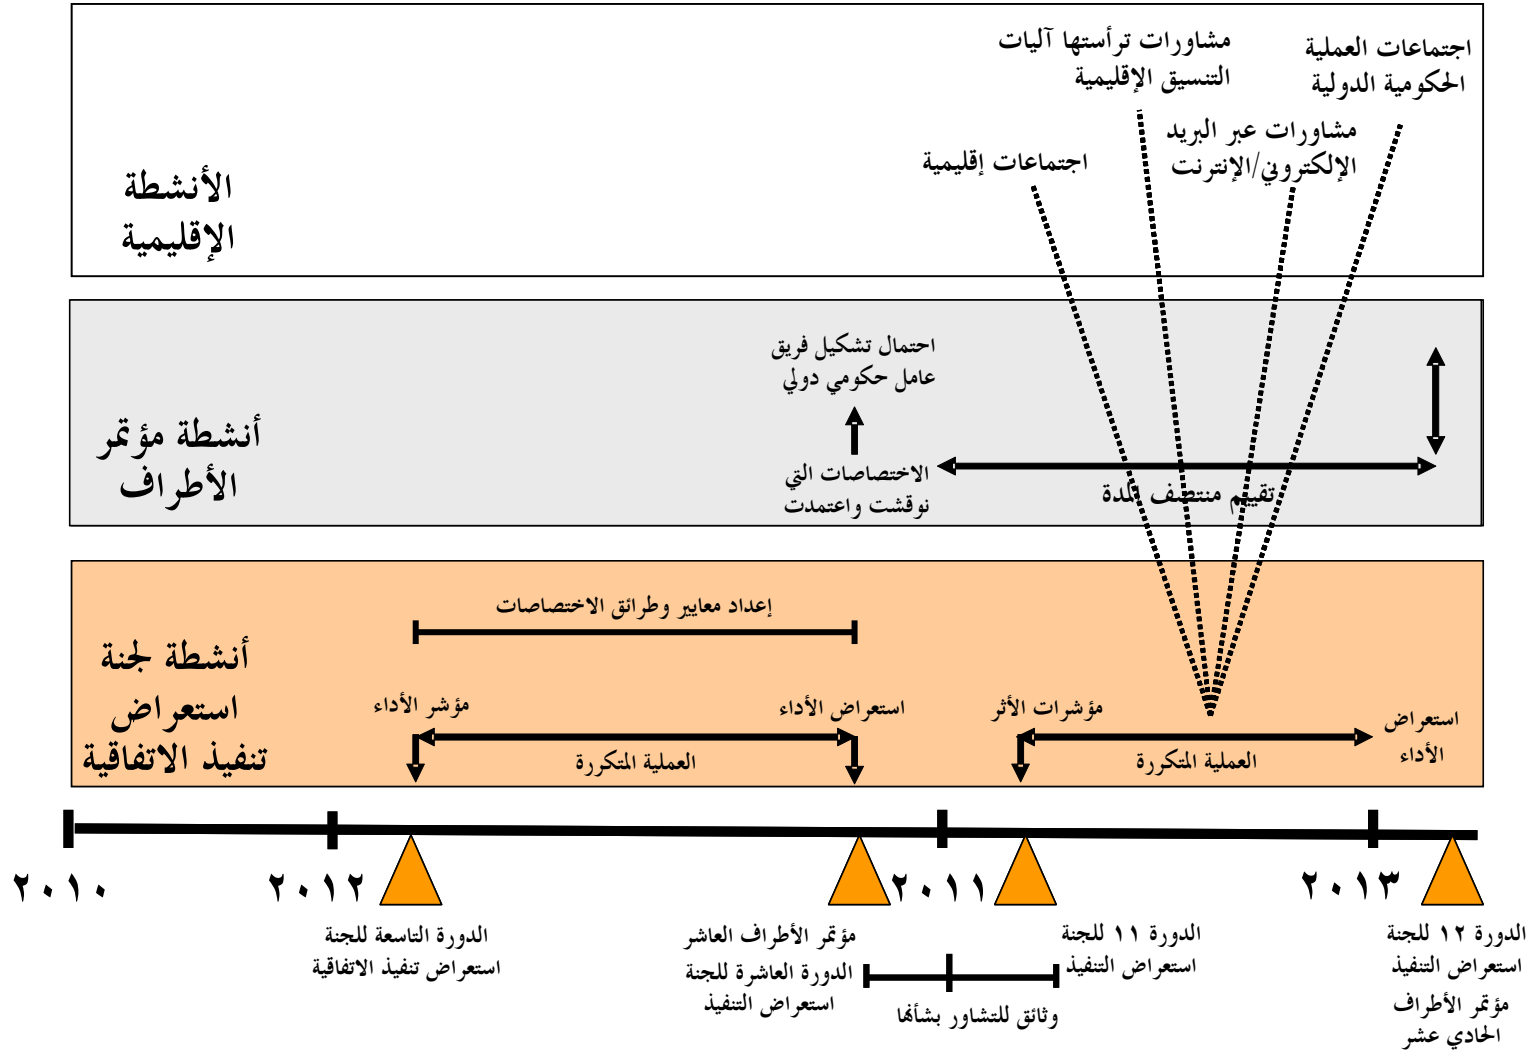 اجتماعات العملية
الحكومية الدولية
مشاورات ترأستها آليات
التنسيق الإقليمية
مشاورات عبر البريد
الإلكتروني/الإنترنت
اجتماعات إقليمية
الأنشطة
الإقليمية
احتمال تشكيل فريق
عامل حكومي دولي
أنشطة مؤتمر
الأطراف
الاختصاصات التي
نوقشت واعتمدت
تقييم منتصف المدة
إعداد معايير وطرائق الاختصاصات
أنشطة لجنة
استعراض
تنفيذ الاتفاقية
استعراض
الأداء
مؤشرات الأثر
استعراض الأداء
مؤشر الأداء
العملية المتكررة
العملية المتكررة
٢٠١٠
٢٠١٢
٢٠١١
٢٠١٣
الدورة التاسعة للجنة
استعراض تنفيذ الاتفاقية
مؤتمر الأطراف العاشر
الدورة العاشرة للجنة
استعراض التنفيذ
وثائق للتشاور بشأنها
الدورة ١١ للجنة
استعراض التنفيذ
الدورة ١٢ للجنة
استعراض التنفيذ
مؤتمر الأطراف
الحادي عشر